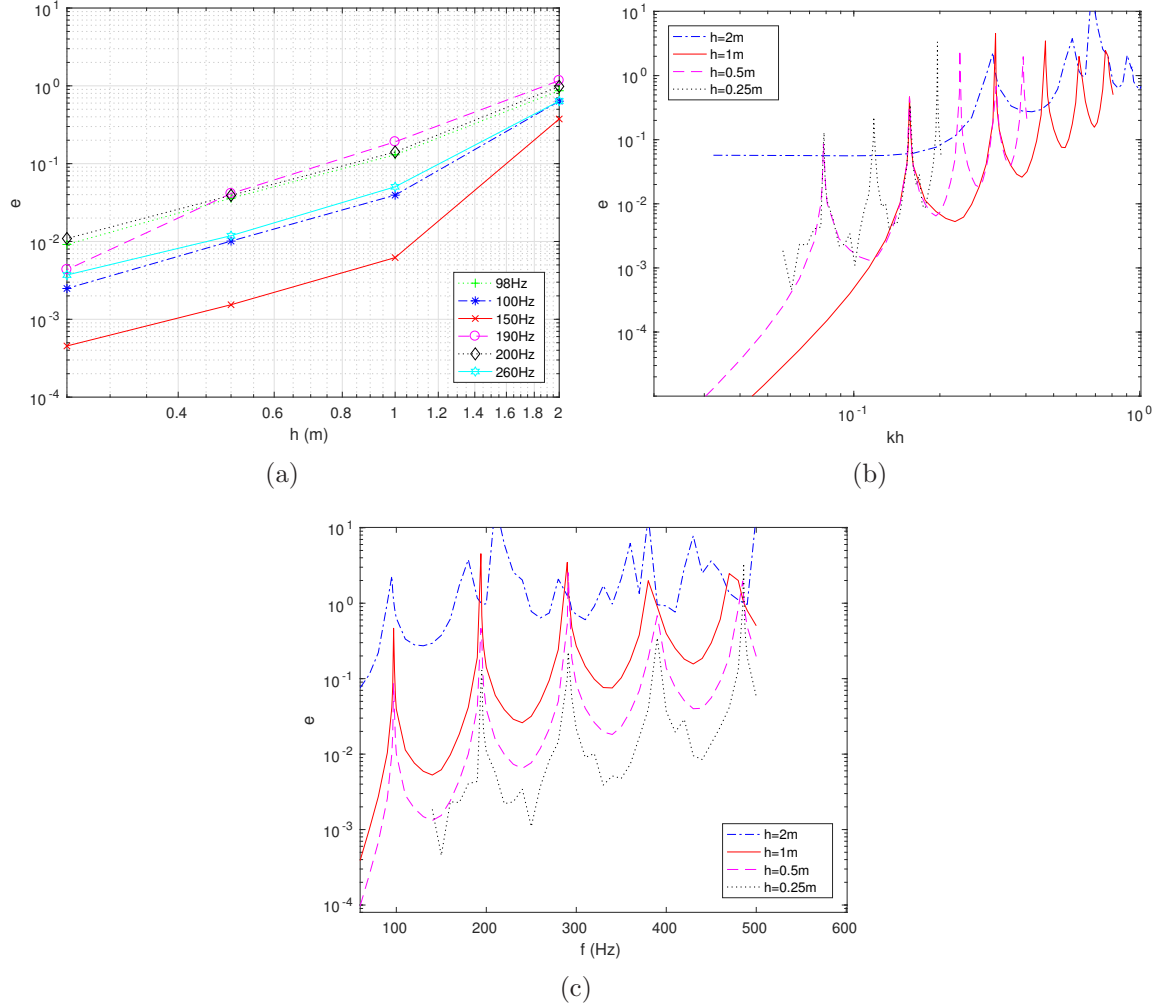 10^1
10^0
10^-1
10^-2
10^-3
10^-4
e
0.4 0.6 0.8 1 1.2 1.4 1.6 1.8 2
h (m)
98Hz
100Hz
150Hz
190Hz
200Hz
260Hz
(a)
10^1
10^0
10^-1
10^-2
10^-3
10^-4
e
10^-1 10^0
kh
h=2m
h=1m
h=0.5m
h=0.25m
(b)
10^1
10^0
10^-1
10^-2
10^-3
10^-4
e
100 200 300 400 500 600
f (Hz)
h=2m
h=1m
h=0.5m
h=0.25m
(c)